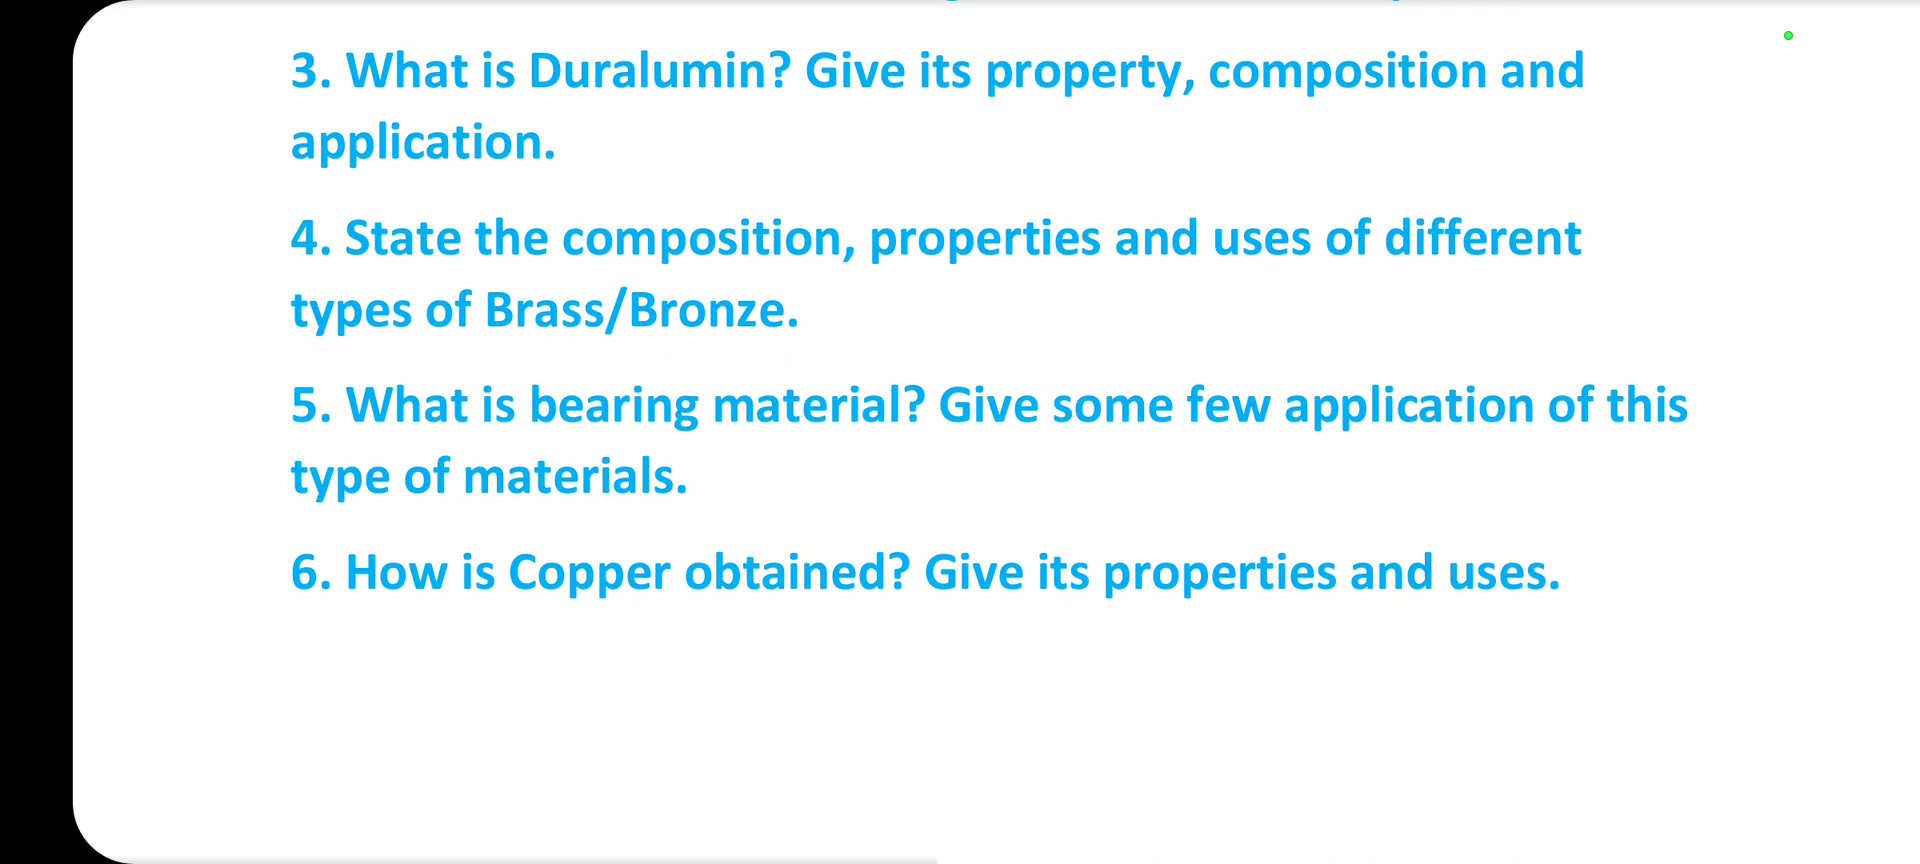 3. What is Duralumin? Give its property, composition and
application.
4. State the composition, properties and uses of different
types of Brass/Bronze.
5. What is bearing material? Give some few application of this
type of materials.
6. How is Copper obtained? Give its properties and uses.